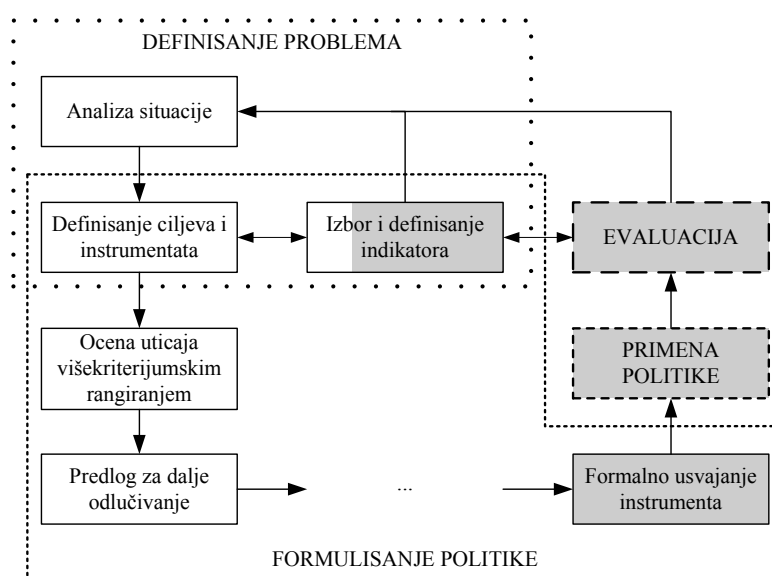 DEFINISANJE PROBLEMA
Analiza situacije
Definisanje ciljeva i
instrumentata
Izbor i definisanje
indikatora
EVALUACIJA
Ocena uticaja
višekriterijumskim
rangiranjem
PRIMENA
POLITIKE
Predlog za dalje
odlučivanje
...
Formalno usvajanje
instrumenta
FORMULISANJE POLITIKE